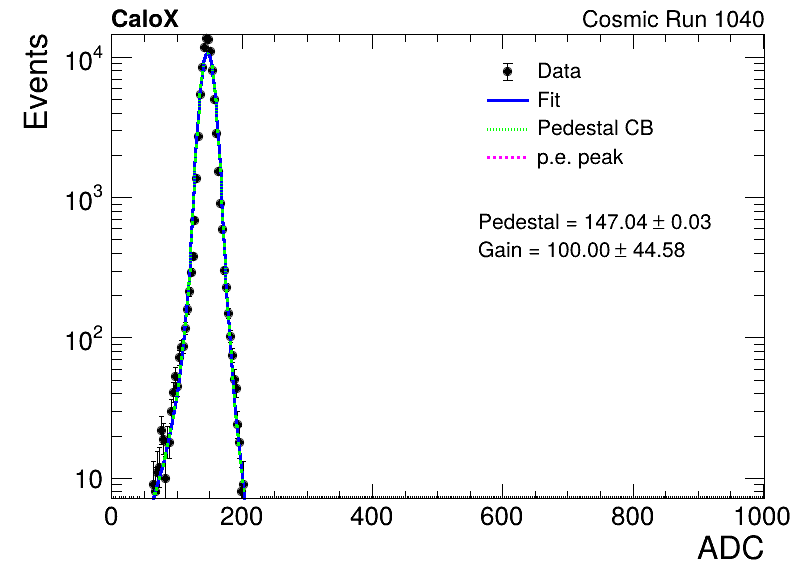 CaloX Cosmic Run 1040
Events
10⁴
10³
10²
10
Data
Fit
Pedestal CB
p.e. peak
Pedestal = 147.04 ± 0.03
Gain = 100.00 ± 44.58
0 200 400 600 800 1000
ADC